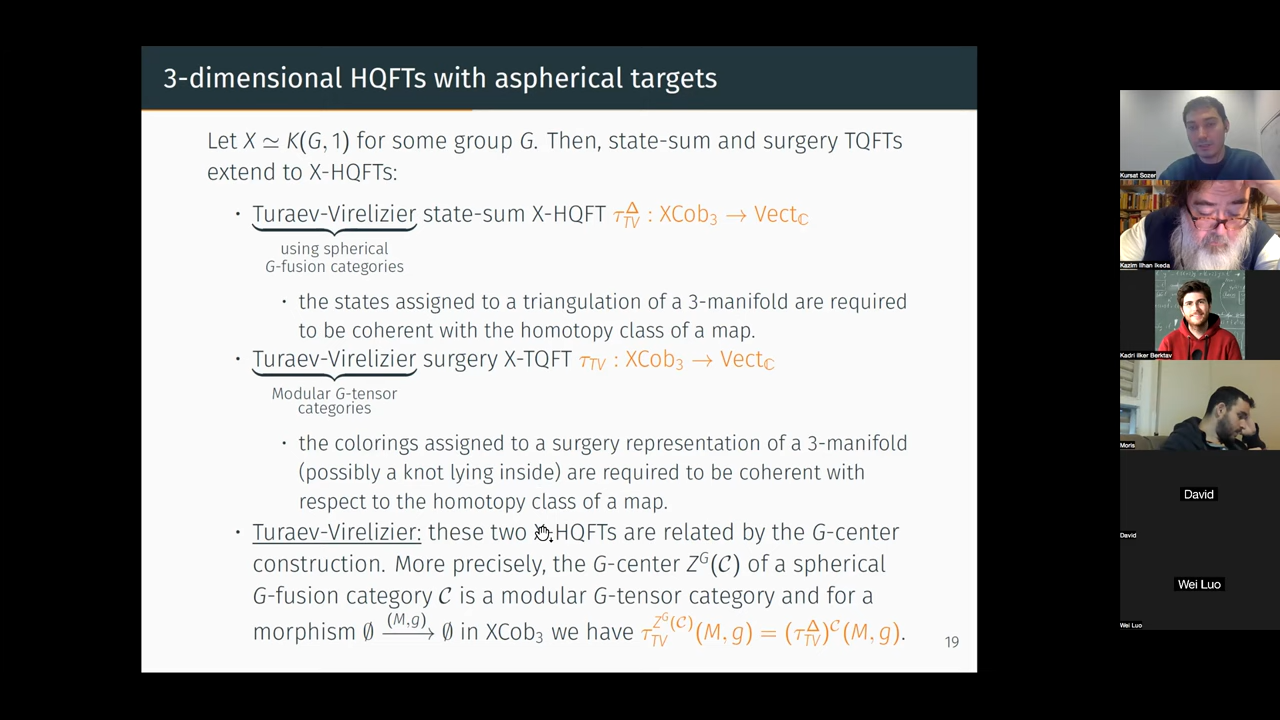 3-dimensional HQFTs with aspherical targets
Let X ≃ K(G, 1) for some group G. Then, state-sum and surgery TQFTs
extend to X-HQFTs:
• Turaev-Virelizier state-sum X-HQFT τ_TV^Δ : XCob₃ → Vect_ℂ
using spherical
G-fusion categories
• the states assigned to a triangulation of a 3-manifold are required
to be coherent with the homotopy class of a map.
• Turaev-Virelizier surgery X-TQFT τ_TV : XCob₃ → Vect_ℂ
Modular G-tensor
categories
• the colorings assigned to a surgery representation of a 3-manifold
(possibly a knot lying inside) are required to be coherent with
respect to the homotopy class of a map.
• Turaev-Virelizier: these two X-HQFTs are related by the G-center
construction. More precisely, the G-center Z^G(𝒞) of a spherical
G-fusion category 𝒞 is a modular G-tensor category and for a
morphism ∅ —(M,g)→ ∅ in XCob₃ we have τ_TV^{Z^G(𝒞)}(M, g) = (τ_TV^Δ)^𝒞(M, g).
19
Kursat Sozer
Kazim Ilhan Ikeda
Kadri ilker Berktav
Moris
David
David
Wei Luo
Wei Luo